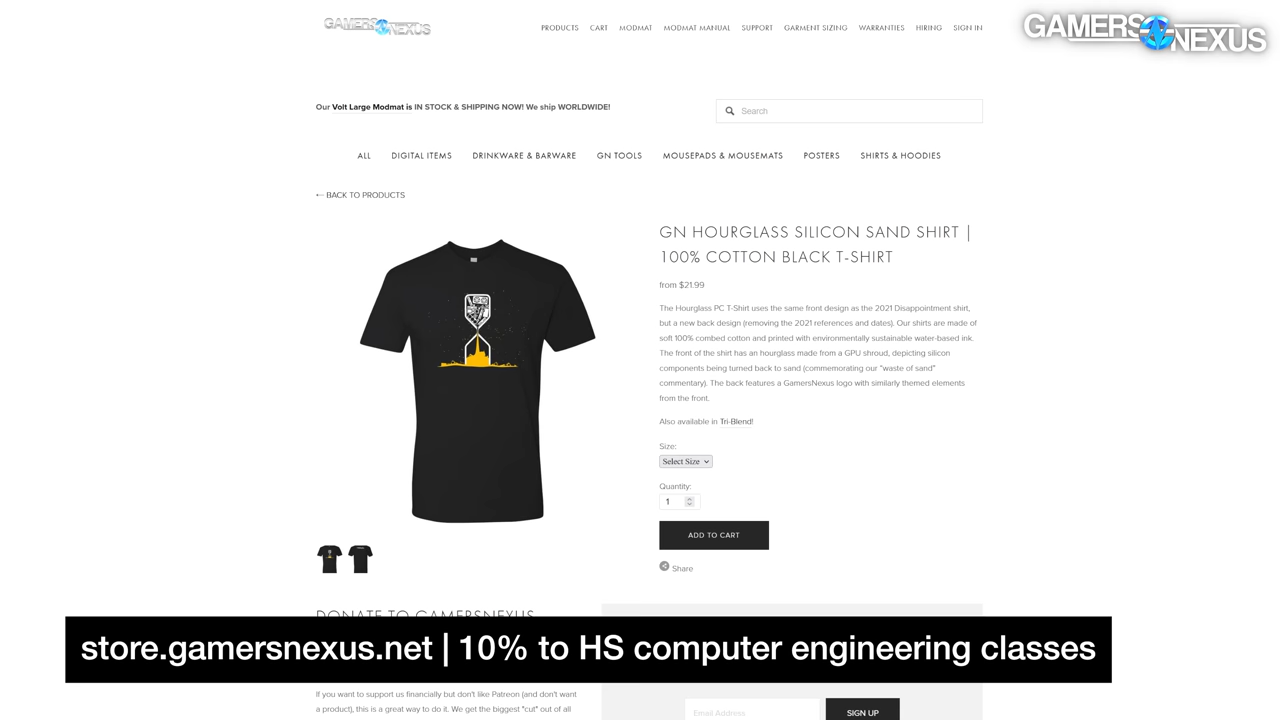 GAMERS NEXUS
PRODUCTS CART MODMAT MODMAT MANUAL SUPPORT GARMENT SIZING WARRANTIES HIRING SIGN IN
GAMERS NEXUS
Our Volt Large Modmat is IN STOCK & SHIPPING NOW! We ship WORLDWIDE!
Search
ALL DIGITAL ITEMS DRINKWARE & BARWARE GN TOOLS MOUSEPADS & MOUSEMATS POSTERS SHIRTS & HOODIES
← BACK TO PRODUCTS
GN HOURGLASS SILICON SAND SHIRT |
100% COTTON BLACK T-SHIRT
from $21.99
The Hourglass PC T-Shirt uses the same front design as the 2021 Disappointment shirt,
but a new back design (removing the 2021 references and dates). Our shirts are made of
soft 100% combed cotton and printed with environmentally sustainable water-based ink.
The front of the shirt has an hourglass made from a GPU shroud, depicting silicon
components being turned back to sand (commemorating our "waste of sand"
commentary). The back features a GamersNexus logo with similarly themed elements
from the front.
Also available in Tri-Blend!
Size:
Select Size
Quantity:
1
ADD TO CART
Share
DONATE TO GAMERSNEXUS
store.gamersnexus.net | 10% to HS computer engineering classes
If you want to support us financially but don't like Patreon (and don't want
a product), this is a great way to do it. We get the biggest "cut" out of all
Email Address
SIGN UP